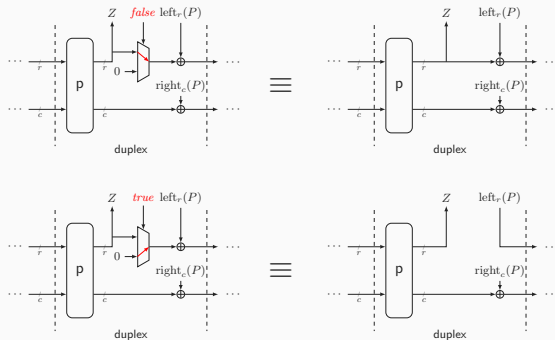 Z false left_r(P)
Z left_r(P)
··· r p r 0 ···
··· r p r ···
right_c(P)
right_c(P)
··· c c ···
··· c c ···
duplex
duplex
≡
Z true left_r(P)
Z left_r(P)
··· r p r 0 ···
··· r p r ···
right_c(P)
right_c(P)
··· c c ···
··· c c ···
duplex
duplex
≡